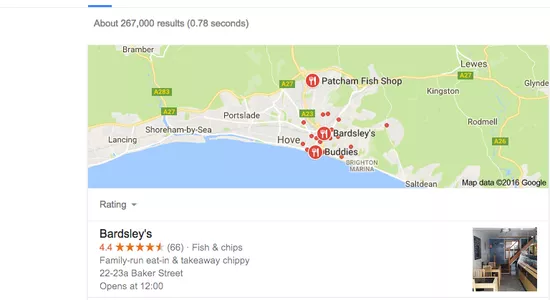 About 267,000 results (0.78 seconds)
Bramber
Lewes
A27
Patcham Fish Shop
Kingston
A283
A27
A27
Rodmell
Portslade
A23
Shoreham-by-Sea
Bardsley's
A26
Lancing
Hove
Buddies
BRIGHTON
MARINA
Saltdean
Map data ©2016 Google
Rating
Bardsley's
4.4 (66) · Fish & chips
Family-run eat-in & takeaway chippy
22-23a Baker Street
Opens at 12:00